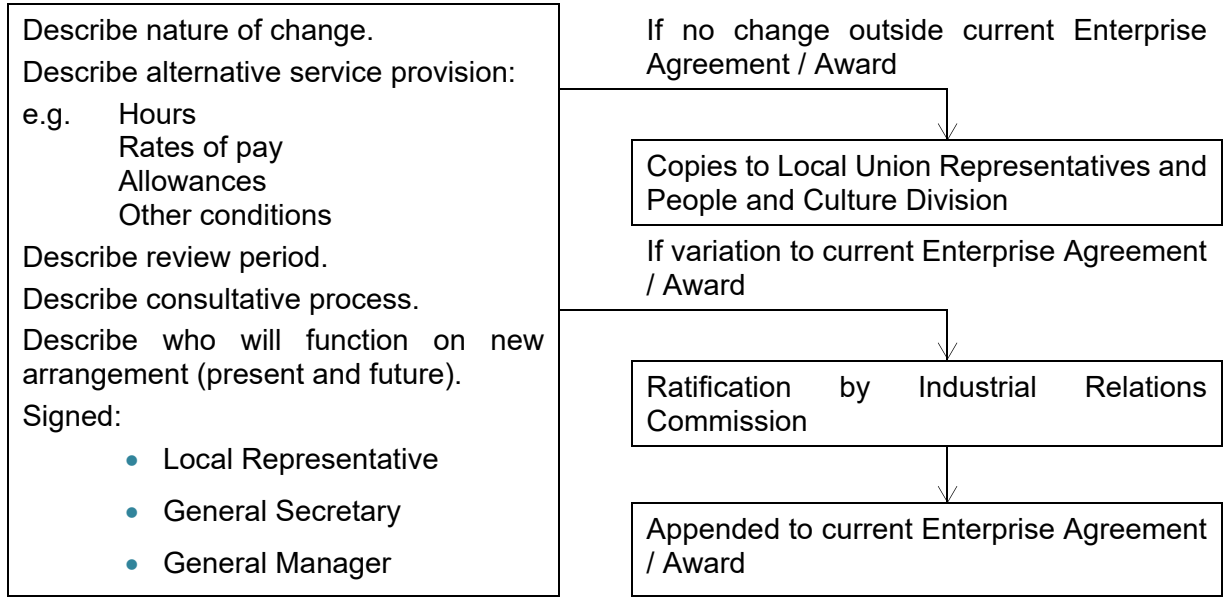 Describe nature of change.
Describe alternative service provision:
e.g. Hours
Rates of pay
Allowances
Other conditions
Describe review period.
Describe consultative process.
Describe who will function on new
arrangement (present and future).
Signed:
• Local Representative
• General Secretary
• General Manager
If no change outside current Enterprise
Agreement / Award
Copies to Local Union Representatives and
People and Culture Division
If variation to current Enterprise Agreement
/ Award
Ratification by Industrial Relations
Commission
Appended to current Enterprise Agreement
/ Award